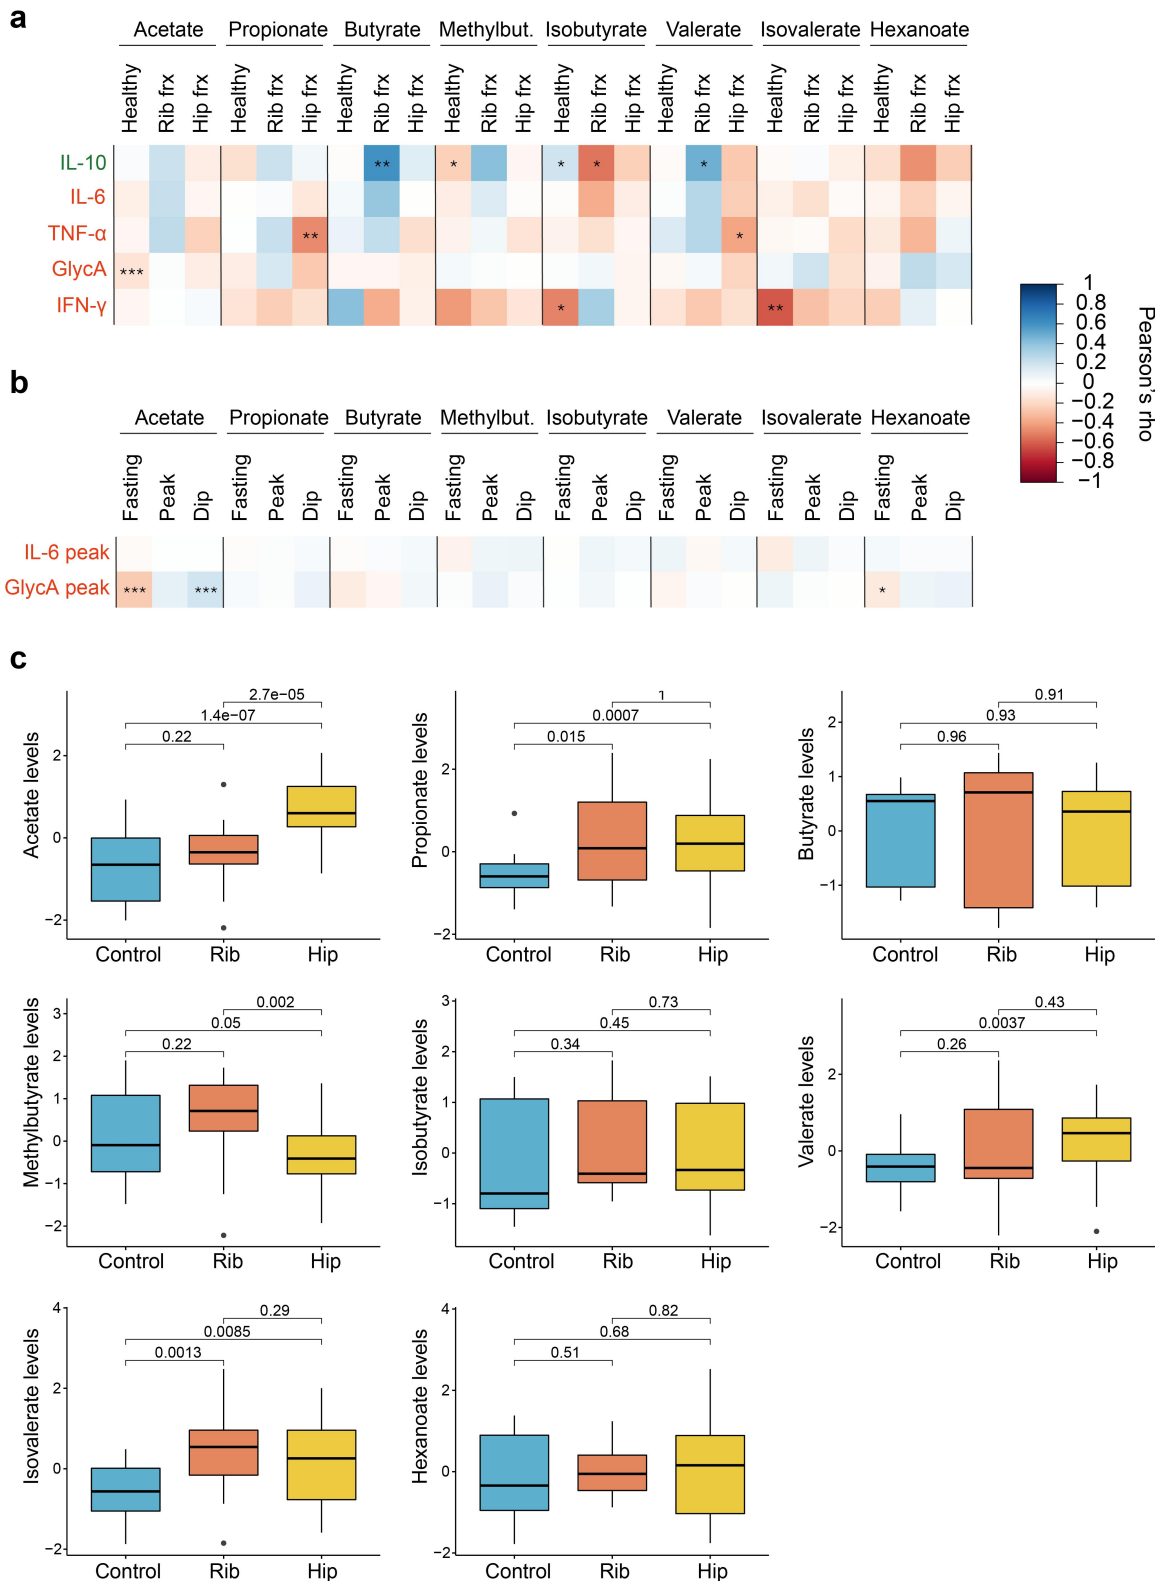 a
Acetate Propionate Butyrate Methylbut. Isobutyrate Valerate Isovalerate Hexanoate
Healthy Rib frx Hip frx Healthy Rib frx Hip frx Healthy Rib frx Hip frx Healthy Rib frx Hip frx Healthy Rib frx Hip frx Healthy Rib frx Hip frx Healthy Rib frx Hip frx Healthy Rib frx Hip frx
IL-10 ** * * * *
IL-6
TNF-α ** *
GlycA ***
IFN-γ * **
1
0.8
0.6
0.4
0.2
0
−0.2
−0.4
−0.6
−0.8
−1
Pearson's rho
b
Acetate Propionate Butyrate Methylbut. Isobutyrate Valerate Isovalerate Hexanoate
Fasting Peak Dip Fasting Peak Dip Fasting Peak Dip Fasting Peak Dip Fasting Peak Dip Fasting Peak Dip Fasting Peak Dip Fasting Peak Dip
IL-6 peak
GlycA peak *** *** *
c
Acetate levels
2.7e-05
1.4e-07
0.22
2
0
−2
Control Rib Hip
Propionate levels
1
0.0007
0.015
2
0
−2
Control Rib Hip
Butyrate levels
0.91
0.93
0.96
2
1
0
−1
Control Rib Hip
Methylbutyrate levels
0.002
0.05
0.22
3
2
1
0
−1
−2
Control Rib Hip
Isobutyrate levels
0.73
0.45
0.34
3
2
1
0
−1
Control Rib Hip
Valerate levels
0.43
0.0037
0.26
2
0
−2
Control Rib Hip
Isovalerate levels
0.29
0.0085
0.0013
4
2
0
−2
Control Rib Hip
Hexanoate levels
0.82
0.68
0.51
4
2
0
−2
Control Rib Hip